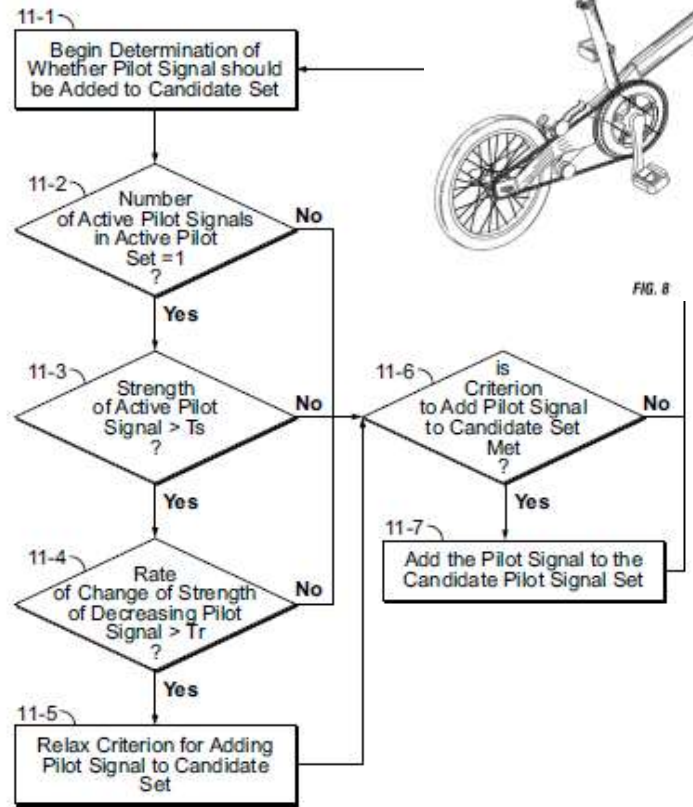 11-1
Begin Determination of
Whether Pilot Signal should
be Added to Candidate Set
11-2
Number
of Active Pilot Signals
in Active Pilot
Set =1
?
No
Yes
11-3
Strength
of Active Pilot
Signal > Ts
?
No
Yes
11-4
Rate
of Change of Strength
of Decreasing Pilot
Signal > Tr
?
No
Yes
11-5
Relax Criterion for Adding
Pilot Signal to Candidate
Set
FIG. 8
11-6
is
Criterion
to Add Pilot Signal
to Candidate Set
Met
?
No
Yes
11-7
Add the Pilot Signal to the
Candidate Pilot Signal Set